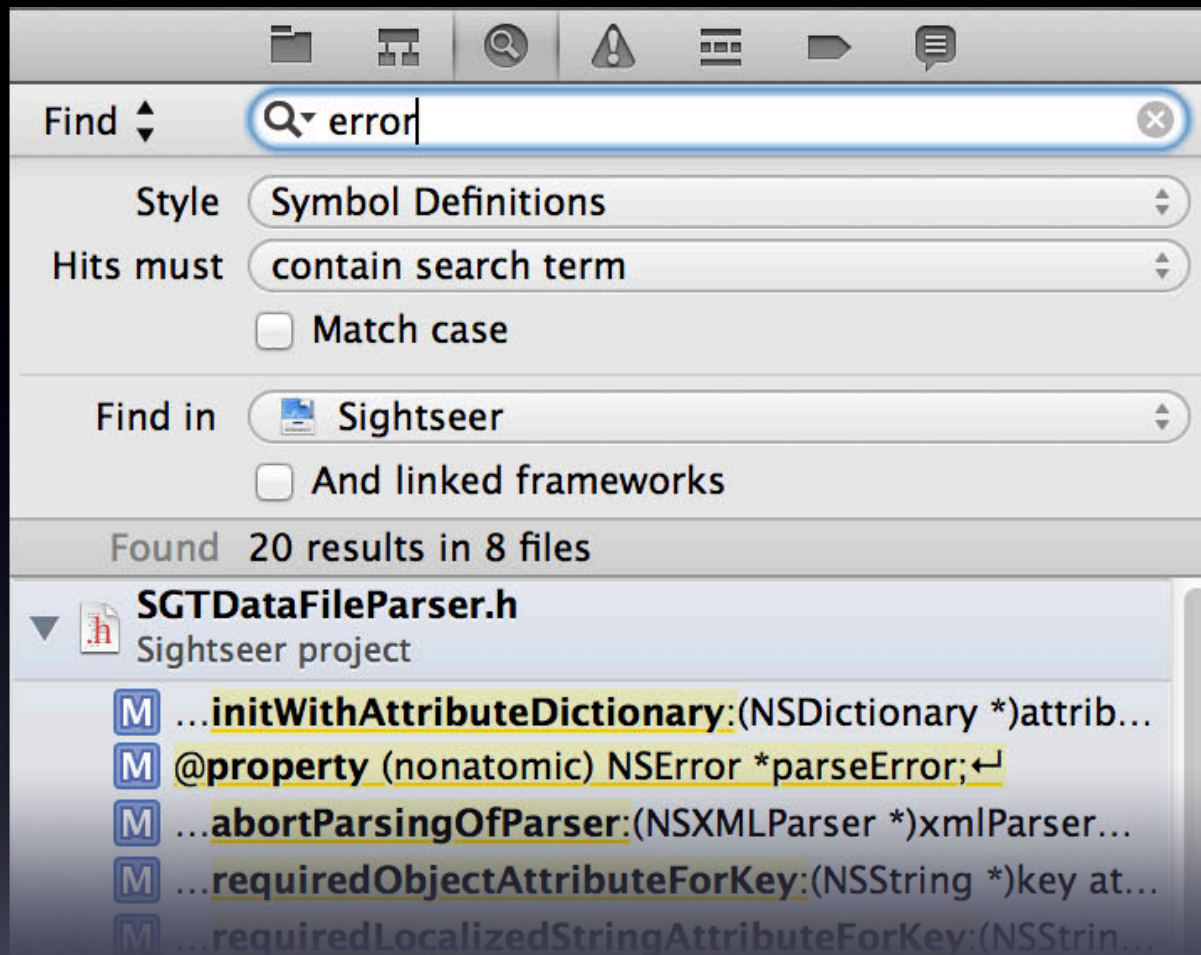 Find error
Style Symbol Definitions
Hits must contain search term
Match case
Find in Sightseer
And linked frameworks
Found 20 results in 8 files
.h SGTDataFileParser.h
Sightseer project
M …initWithAttributeDictionary:(NSDictionary *)attrib…
M @property (nonatomic) NSError *parseError;↵
M …abortParsingOfParser:(NSXMLParser *)xmlParser…
M …requiredObjectAttributeForKey:(NSString *)key at…
M …requiredLocalizedStringAttributeForKey:(NSStrin…